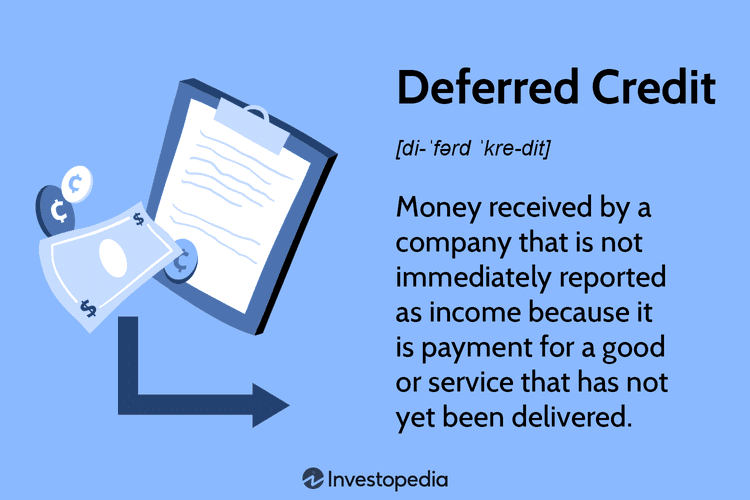 Deferred Credit
[di-ˈfərd ˈkre-dit]
Money received by a
company that is not
immediately reported
as income because it
is payment for a good
or service that has not
yet been delivered.
¢
¢
$
¢
$
Investopedia